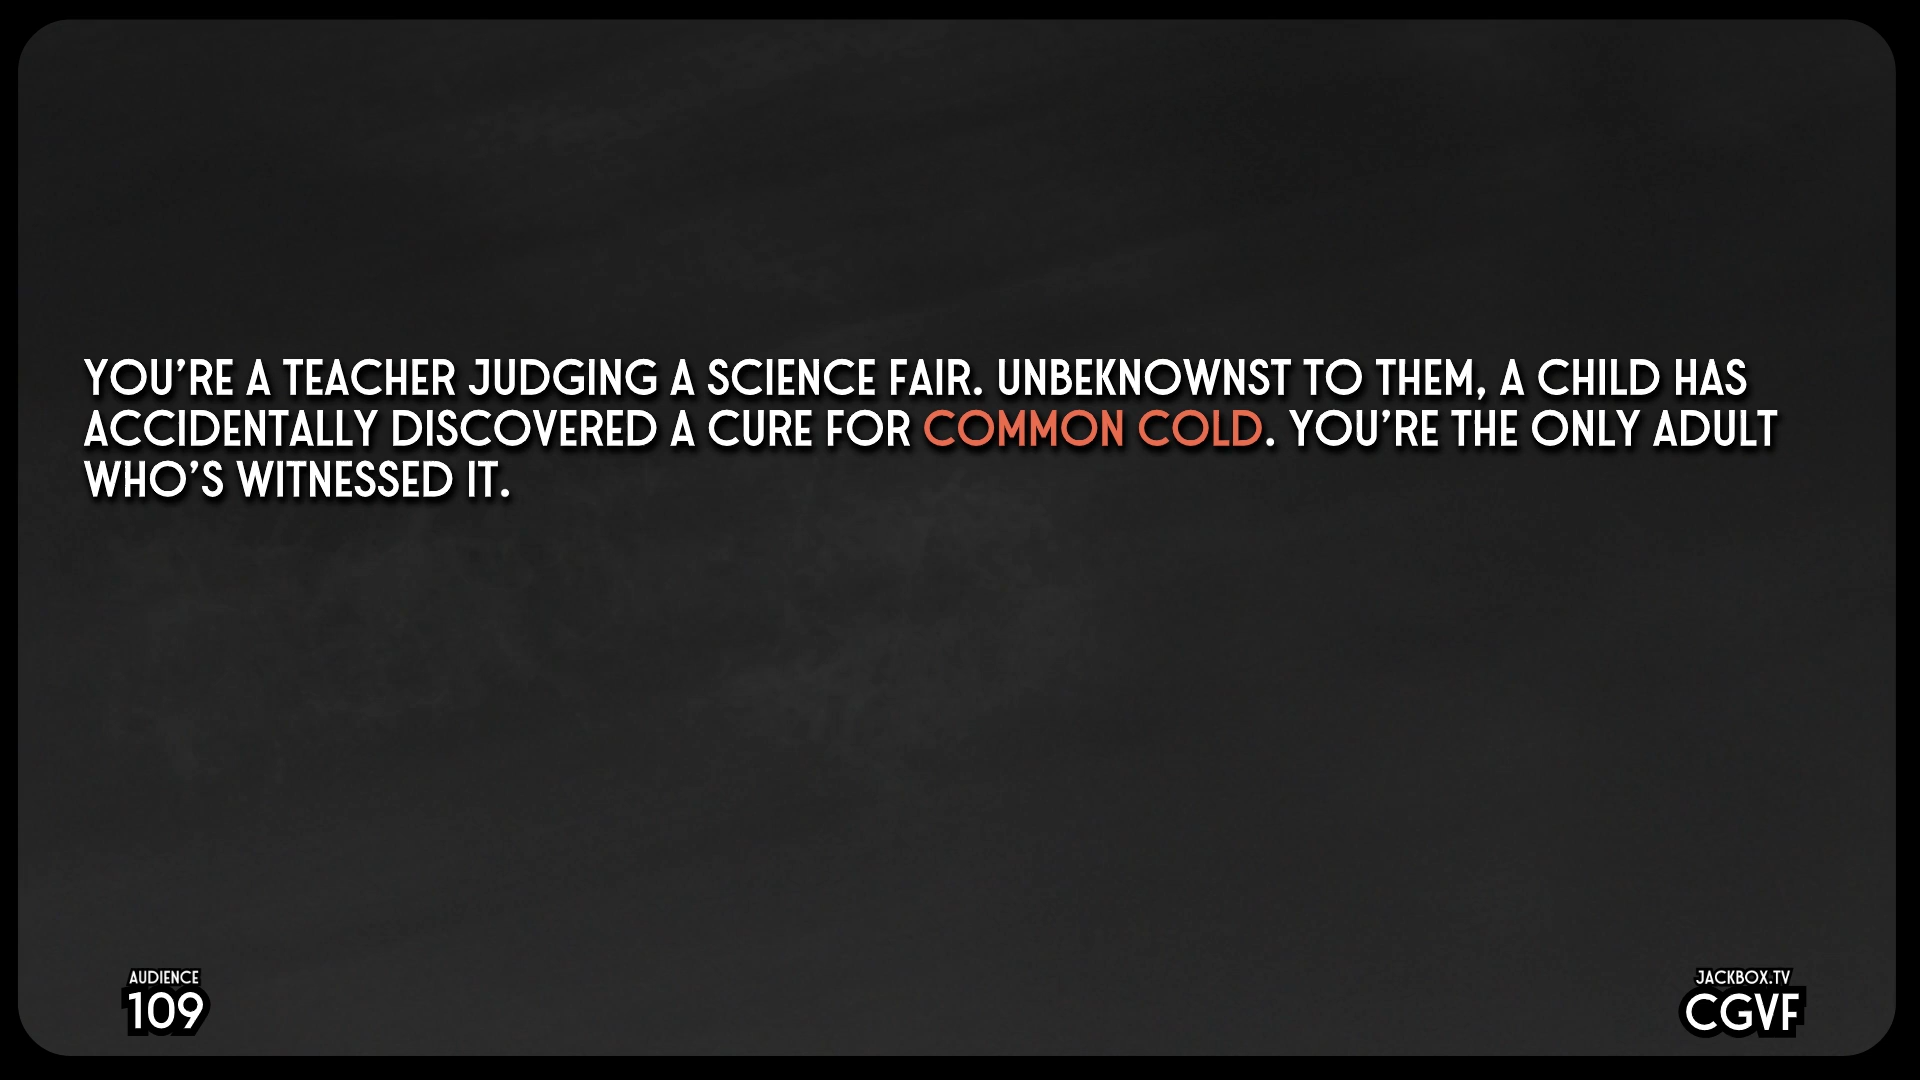 YOU'RE A TEACHER JUDGING A SCIENCE FAIR. UNBEKNOWNST TO THEM, A CHILD HAS
ACCIDENTALLY DISCOVERED A CURE FOR COMMON COLD. YOU'RE THE ONLY ADULT
WHO'S WITNESSED IT.
AUDIENCE
109
JACKBOX.TV
CGVF